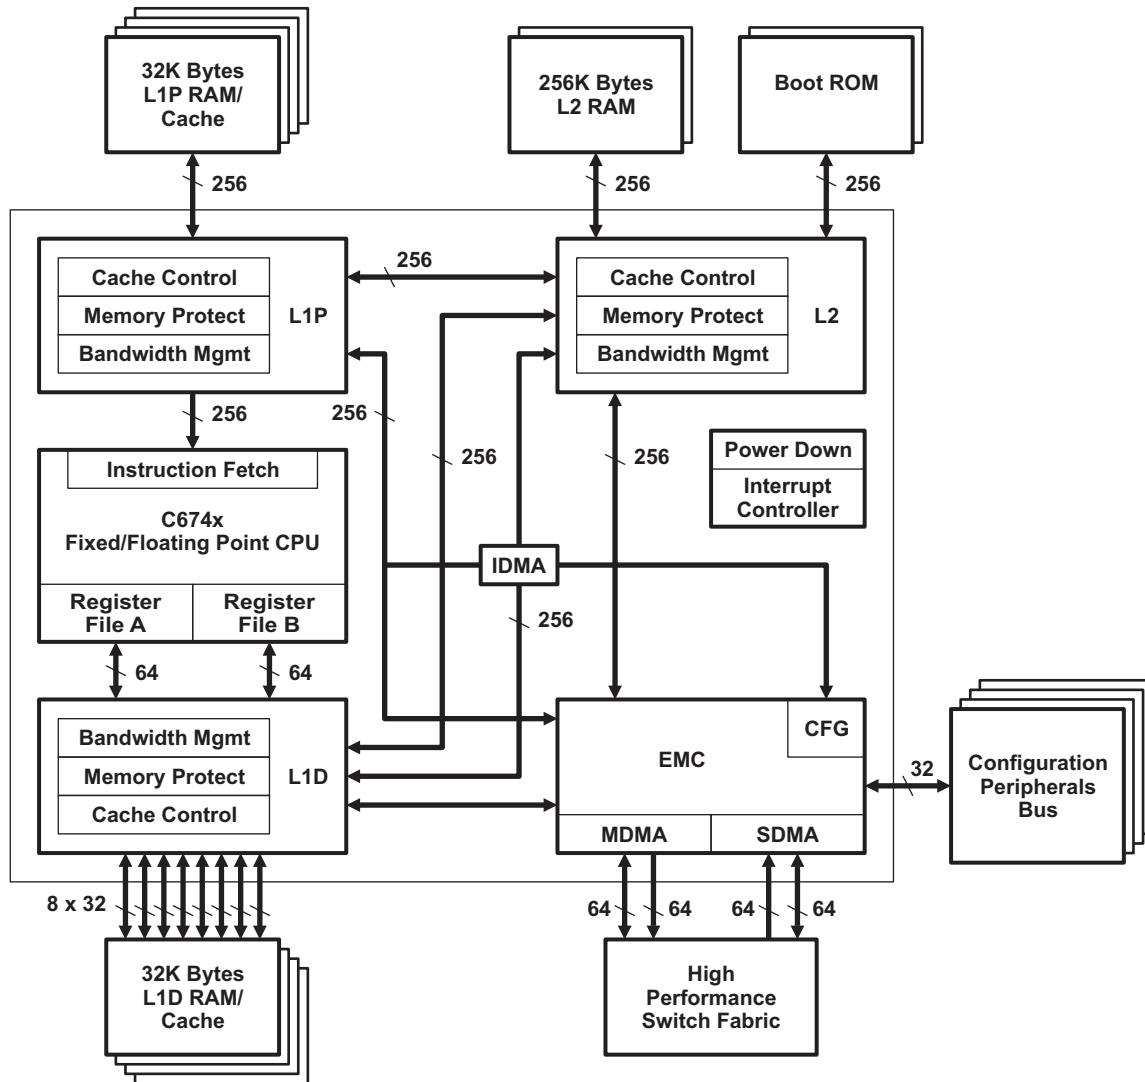 32K Bytes
L1P RAM/
Cache
256K Bytes
L2 RAM
Boot ROM
256
256
256
Cache Control
Memory Protect
Bandwidth Mgmt
L1P
256
Cache Control
Memory Protect
Bandwidth Mgmt
L2
256
256
256
256
Instruction Fetch
C674x
Fixed/Floating Point CPU
Register
File A
Register
File B
Power Down
Interrupt
Controller
IDMA
256
64
64
Bandwidth Mgmt
Memory Protect
Cache Control
L1D
EMC
CFG
MDMA
SDMA
32
Configuration
Peripherals
Bus
8 x 32
64
64
64
64
32K Bytes
L1D RAM/
Cache
High
Performance
Switch Fabric